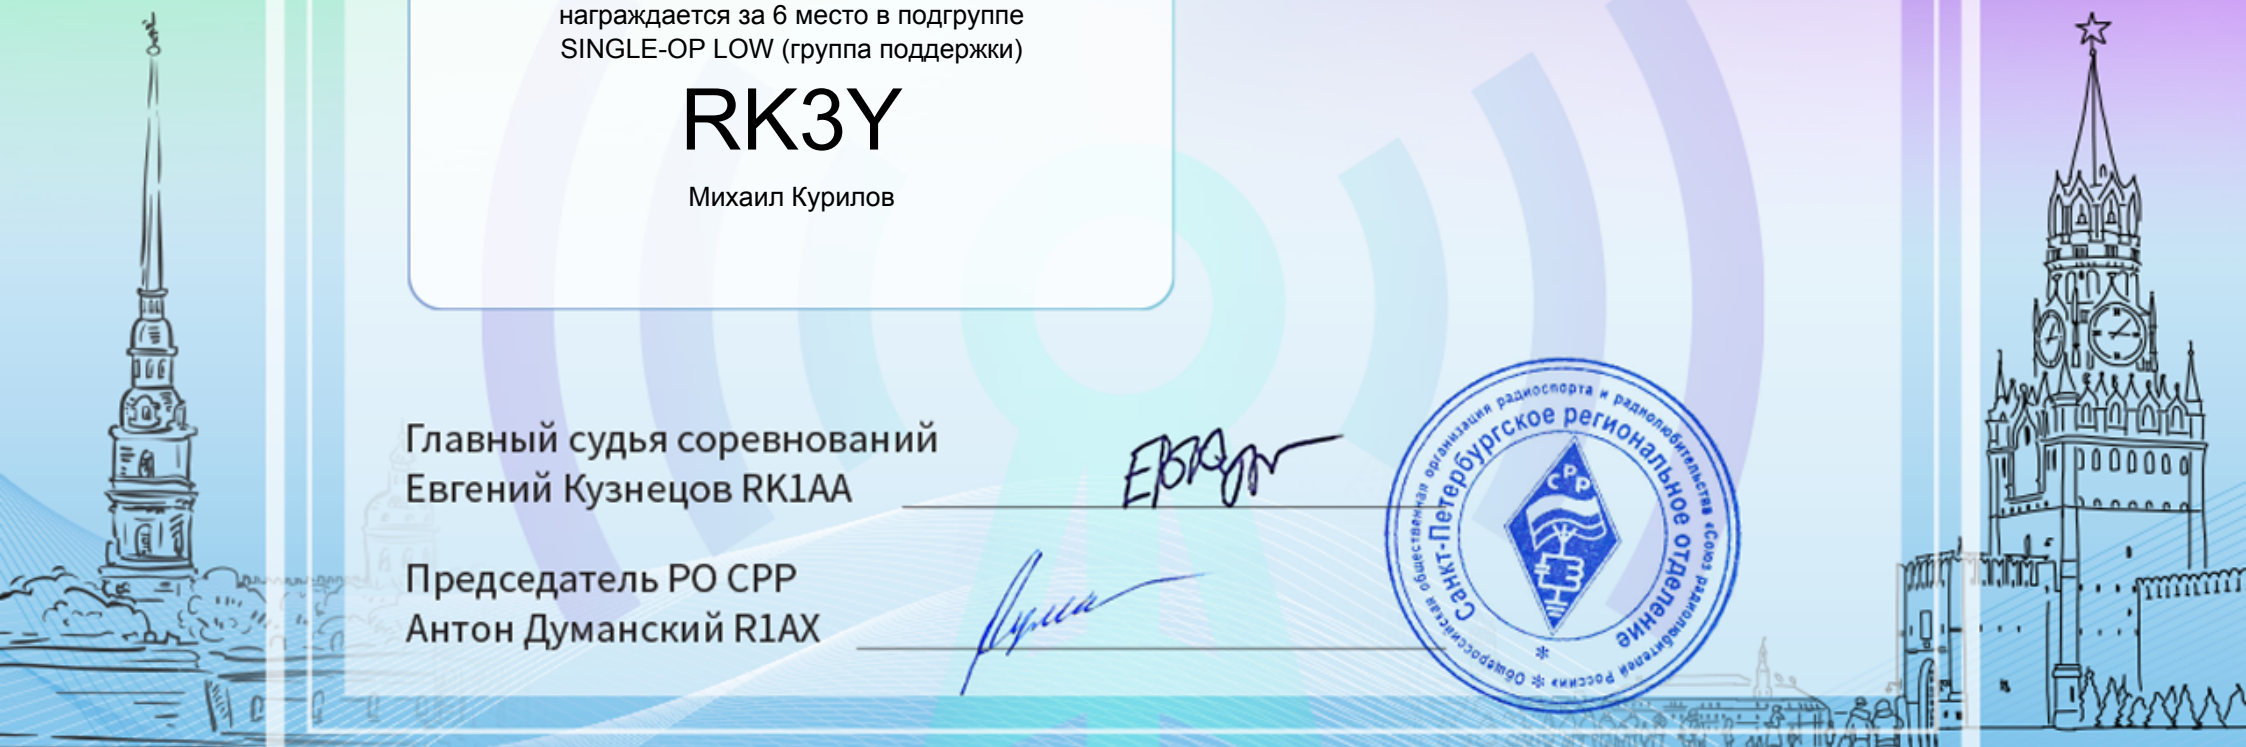 награждается за 6 место в подгруппе
SINGLE-OP LOW (группа поддержки)
RK3Y
Михаил Курилов
Главный судья соревнований
Евгений Кузнецов RK1AA
Председатель РО СРР
Антон Думанский R1AX
Общероссийская общественная организация радиоспорта и радиолюбительства «Союз радиолюбителей России» *
Санкт-Петербургское региональное отделение *
СРР